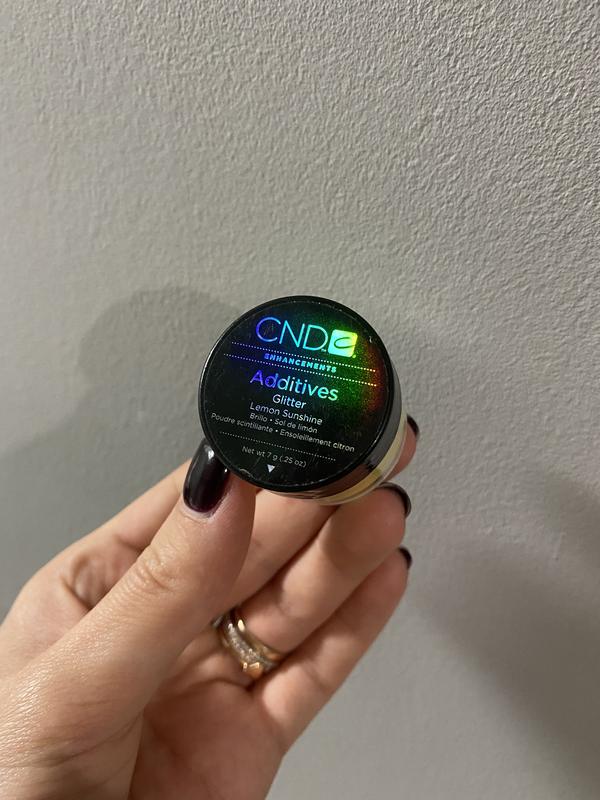 CND
ENHANCEMENTS
Additives
Glitter
Lemon Sunshine
Brillo • Sol de limón
Poudre scintillante • Ensoleillement citron
Net wt 7 g (.25 oz)